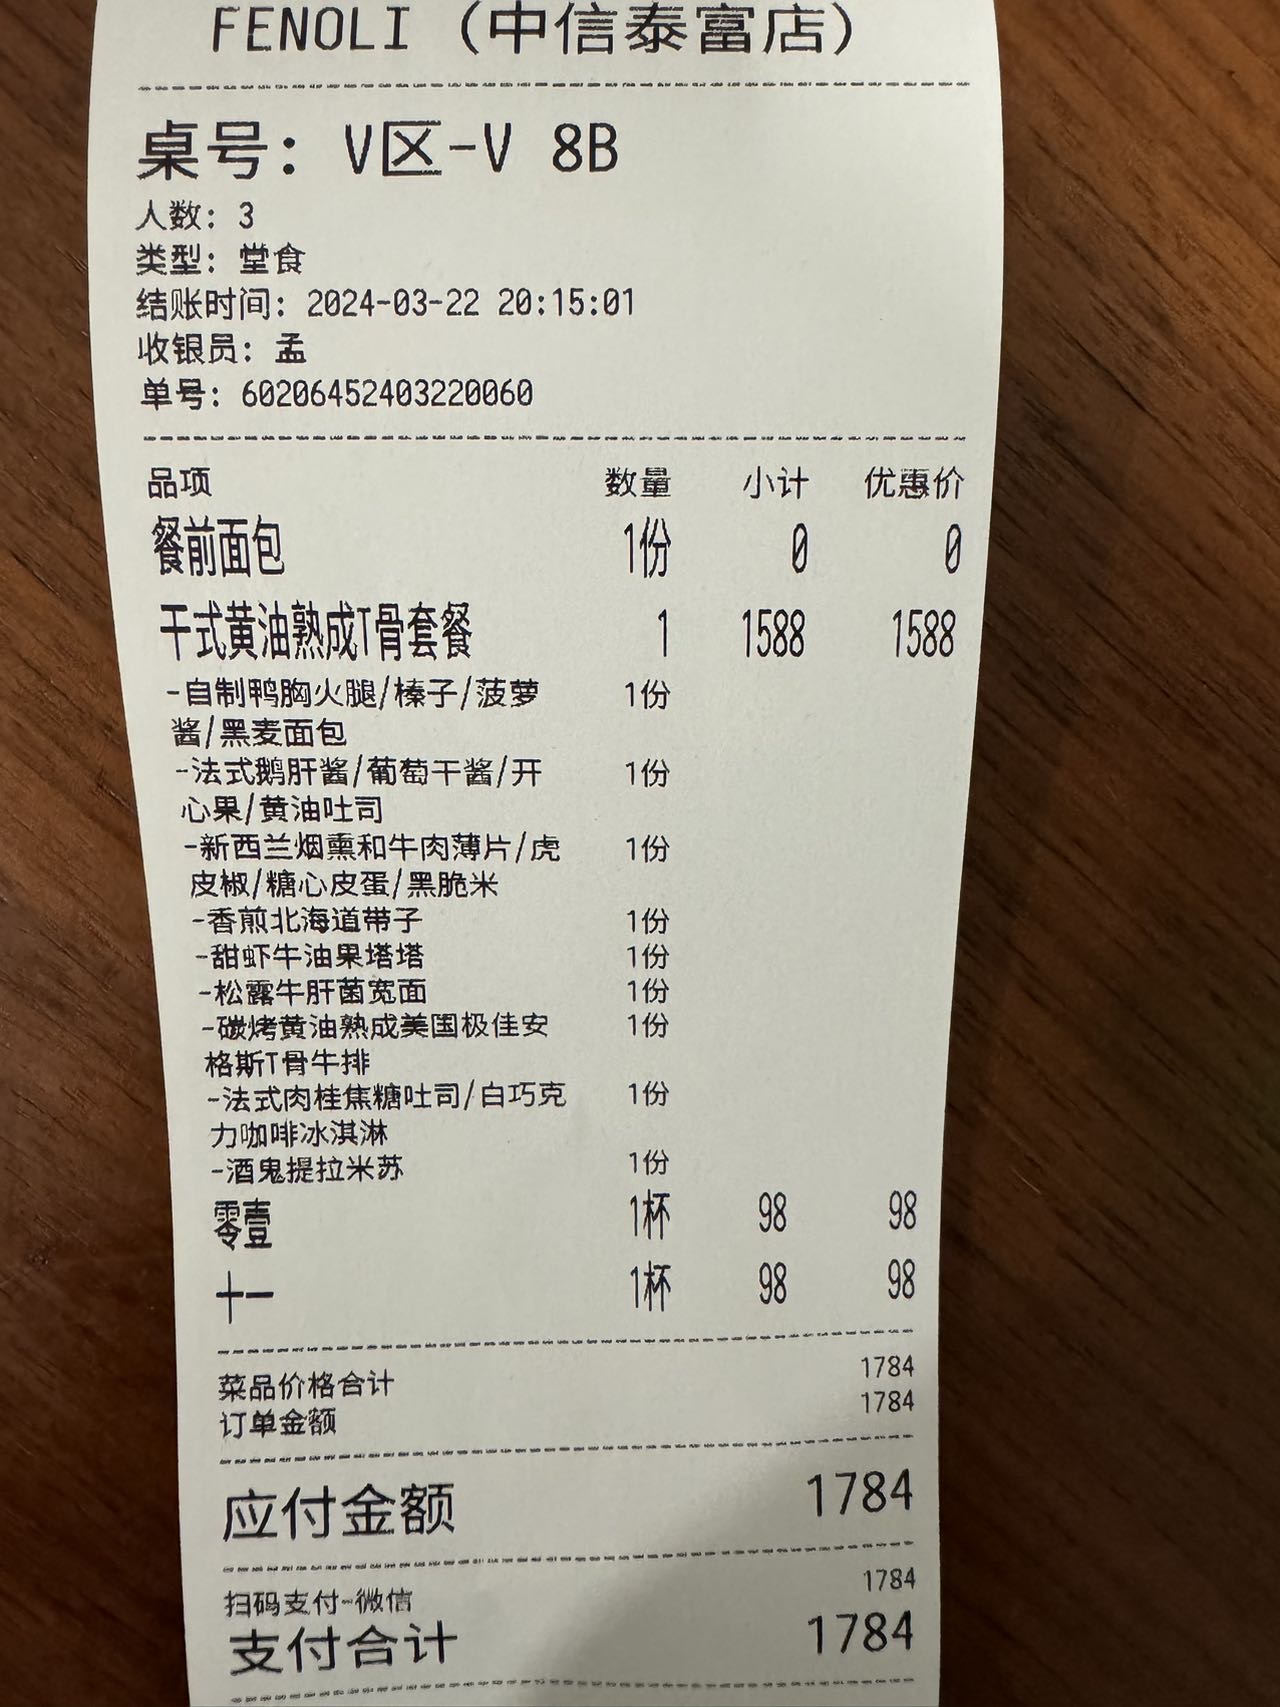 FENOLI (中信泰富店)
桌号: V区-V 8B
人数: 3
类型: 堂食
结账时间: 2024-03-22 20:15:01
收银员: 孟
单号: 60206452403220060
品项 数量 小计 优惠价
餐前面包 1份 0 0
干式黄油熟成T骨套餐 1 1588 1588
-自制鸭胸火腿/榛子/菠萝 1份
酱/黑麦面包
-法式鹅肝酱/葡萄干酱/开 1份
心果/黄油吐司
-新西兰烟熏和牛肉薄片/虎 1份
皮椒/糖心皮蛋/黑脆米
-香煎北海道带子 1份
-甜虾牛油果塔塔 1份
-松露牛肝菌宽面 1份
-碳烤黄油熟成美国极佳安 1份
格斯T骨牛排
-法式肉桂焦糖吐司/白巧克 1份
力咖啡冰淇淋
-酒鬼提拉米苏 1份
零壹 1杯 98 98
十一 1杯 98 98
菜品价格合计 1784
订单金额 1784
应付金额 1784
扫码支付-微信 1784
支付合计 1784